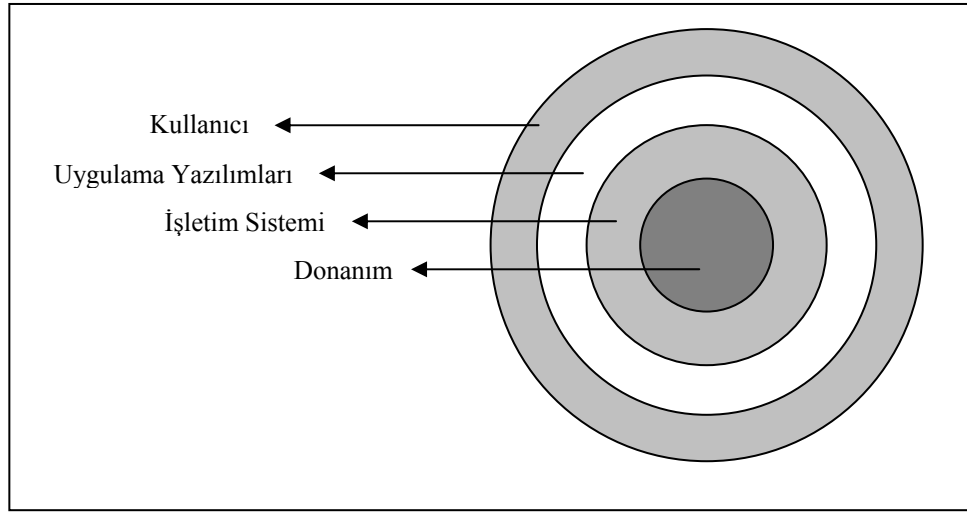 Kullanıcı
Uygulama Yazılımları
İşletim Sistemi
Donanım